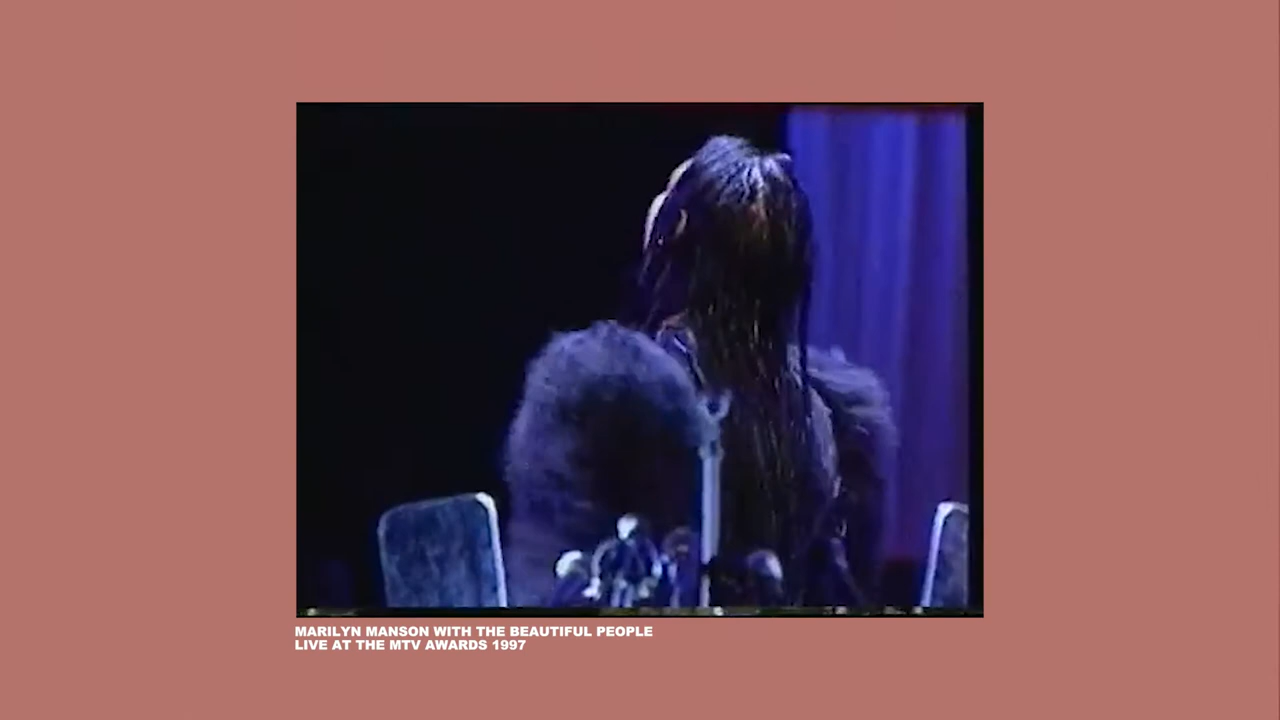 MARILYN MANSON WITH THE BEAUTIFUL PEOPLE
LIVE AT THE MTV AWARDS 1997